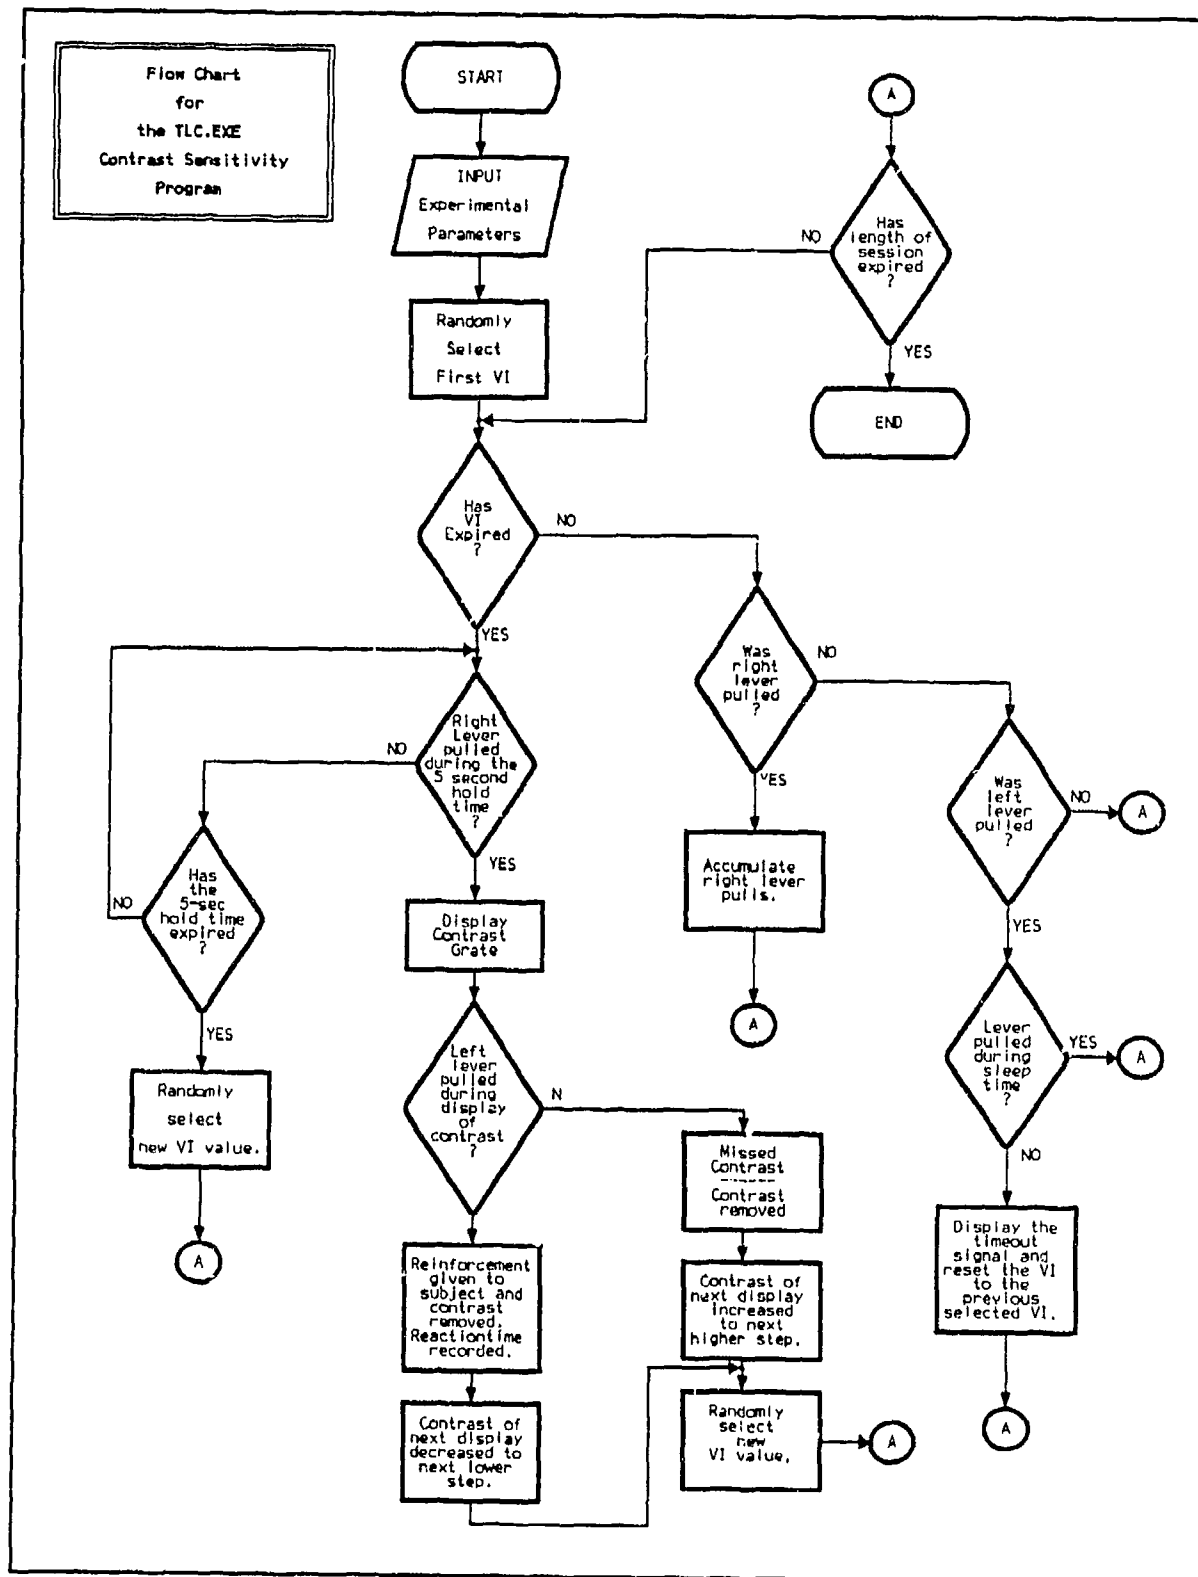 Flow Chart
for
the TLC.EXE
Contrast Sensitivity
Program
START
INPUT
Experimental
Parameters
Randomly
Select
First VI
A
Has
length of
session
expired
?
NO
YES
END
Has
VI
Expired
?
NO
YES
Right
Lever
pulled
during the
5 second
hold
time
?
NO
YES
Has
the
5-sec
hold time
expired
?
NO
YES
Randomly
select
new VI value.
A
Display
Contrast
Grate
Left
lever
pulled
during
display
of
contrast
?
N
Reinforcement
given to
subject and
contrast
removed.
Reactiontime
recorded.
Contrast of
next display
decreased to
next lower
step.
Missed
Contrast
Contrast
removed
Contrast of
next display
increased
to next
higher step.
Randomly
select
new
VI value.
A
Was
right
lever
pulled
?
NO
YES
Accumulate
right lever
pulls.
A
Was
left
lever
pulled
?
NO
A
YES
Lever
pulled
during
sleep
time
?
YES
A
NO
Display the
timeout
signal and
reset the VI
to the
previous
selected VI.
A